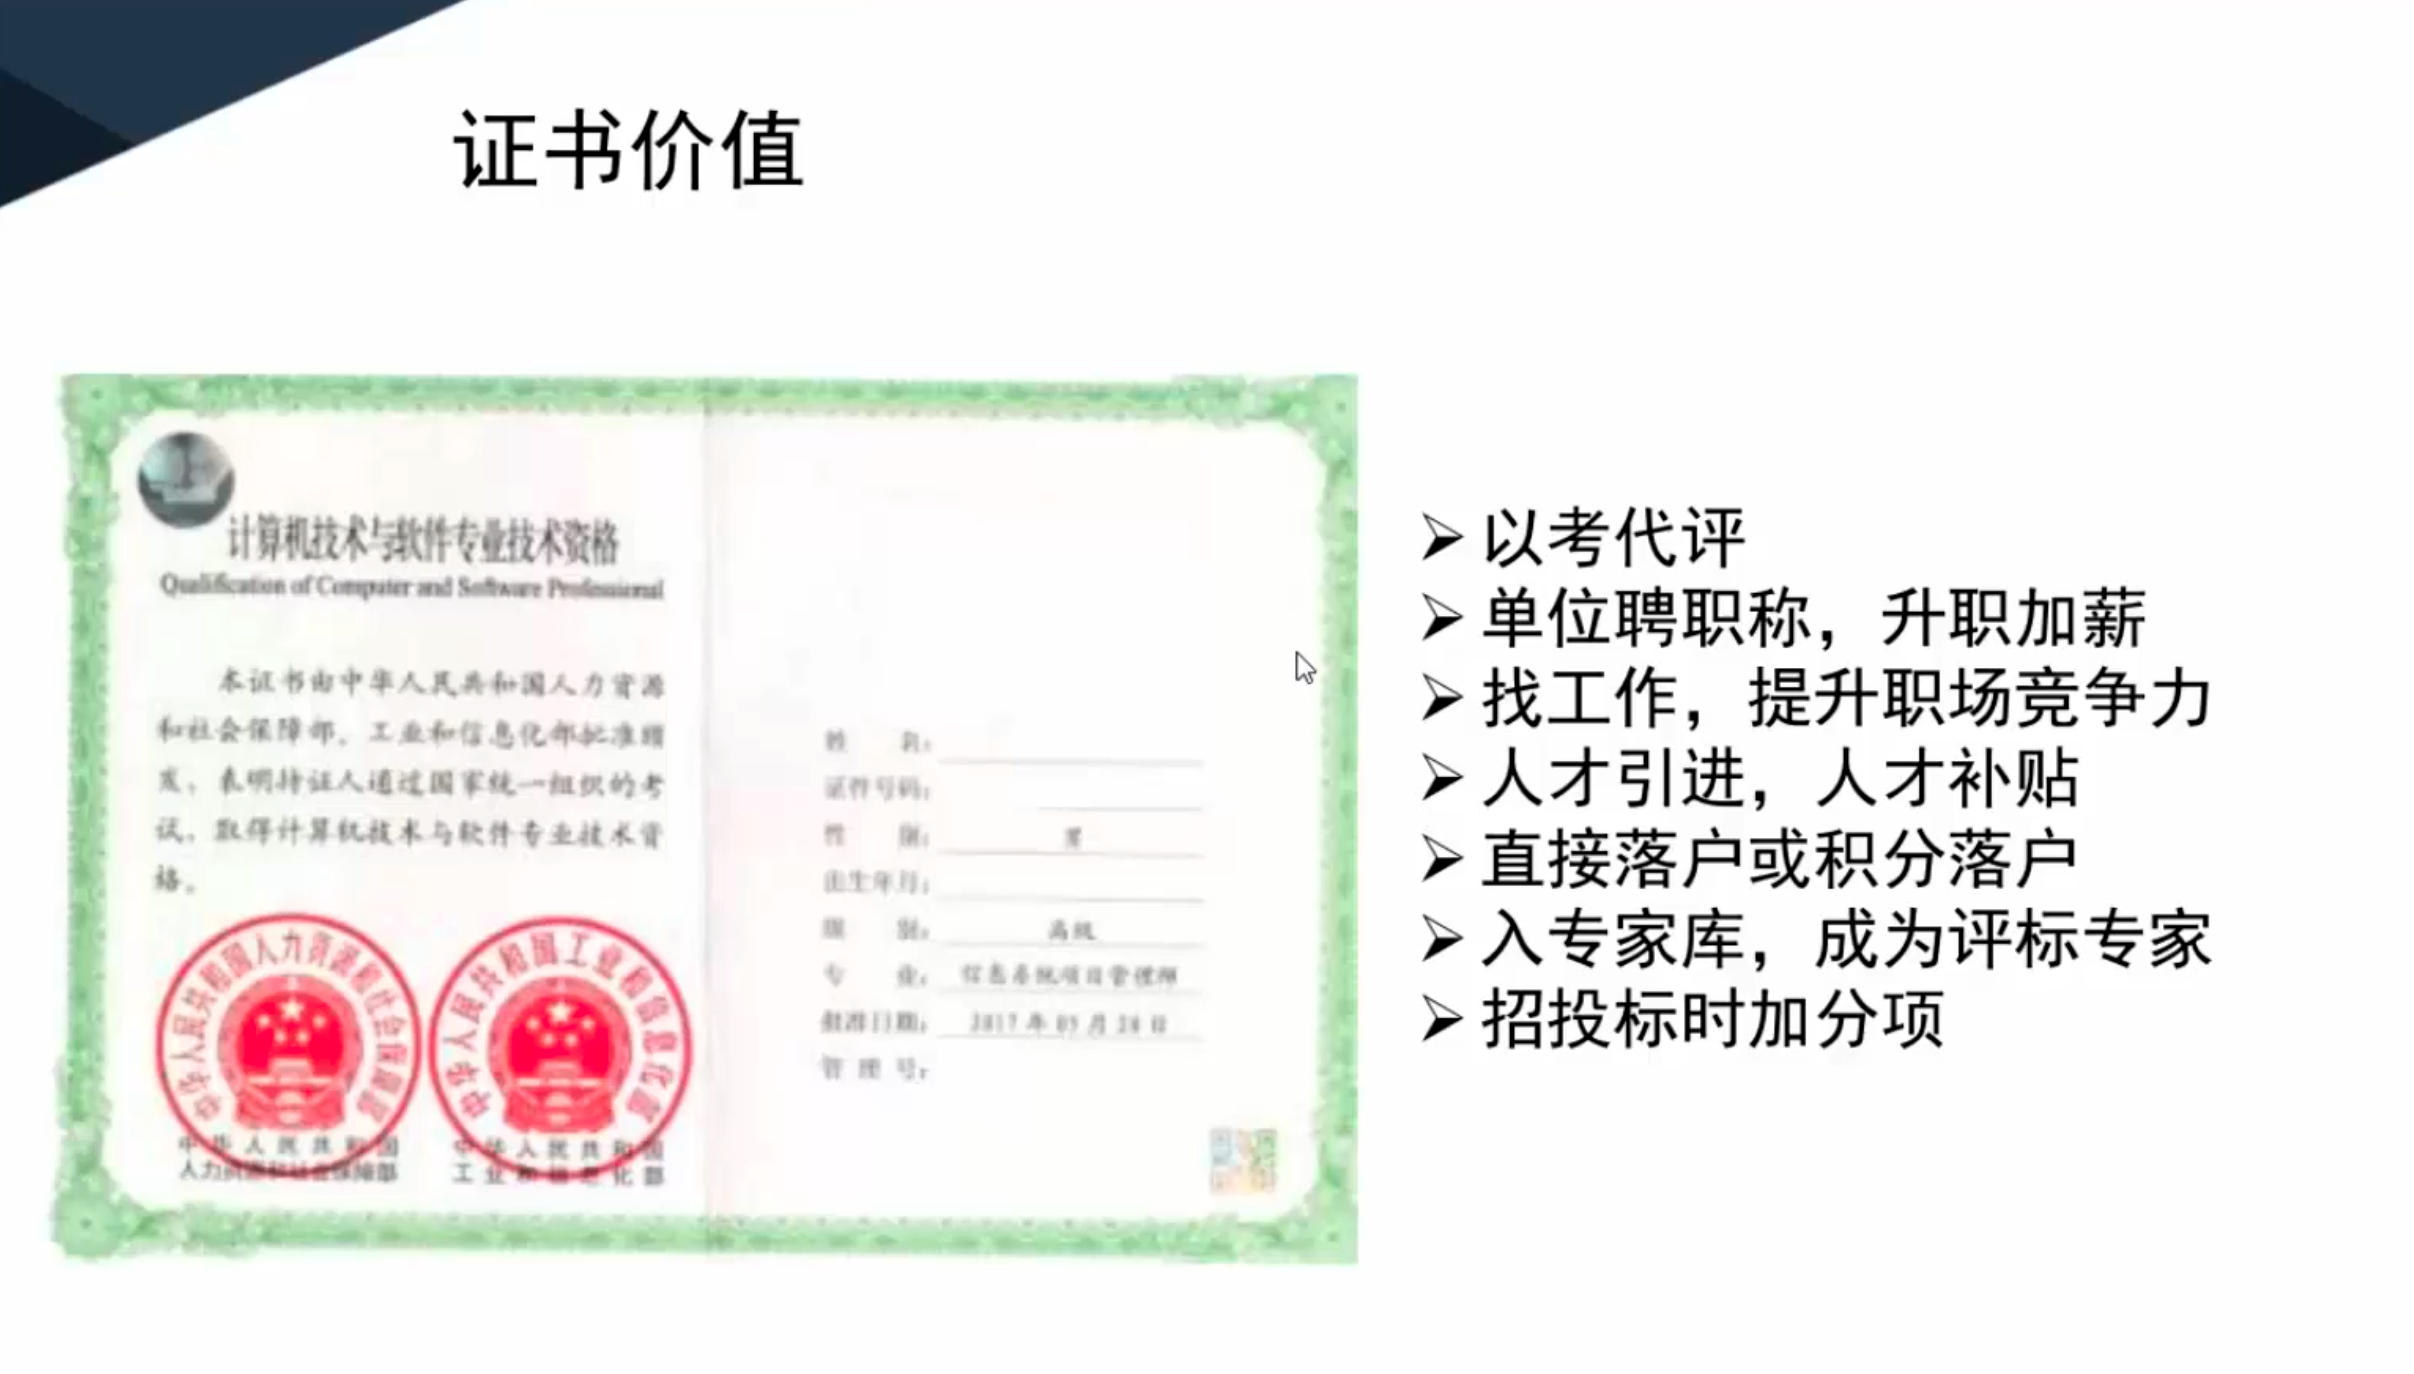 证书价值
计算机技术与软件专业技术资格
Qualification of Computer and Software Professional
本证书由中华人民共和国人力资源
和社会保障部、工业和信息化部批准颁
发，表明持证人通过国家统一组织的考
试，取得计算机技术与软件专业技术资
格。
中华人民共和国人力资源和社会保障部
中华人民共和国工业和信息化部
中华人民共和国
人力资源和社会保障部
中华人民共和国
工业和信息化部
姓 名：
证件号码：
性 别： 男
出生年月：
级 别： 高级
专 业： 信息系统项目管理师
批准日期： 2017年05月 日
管 理 号：
➢以考代评
➢单位聘职称，升职加薪
➢找工作，提升职场竞争力
➢人才引进，人才补贴
➢直接落户或积分落户
➢入专家库，成为评标专家
➢招投标时加分项